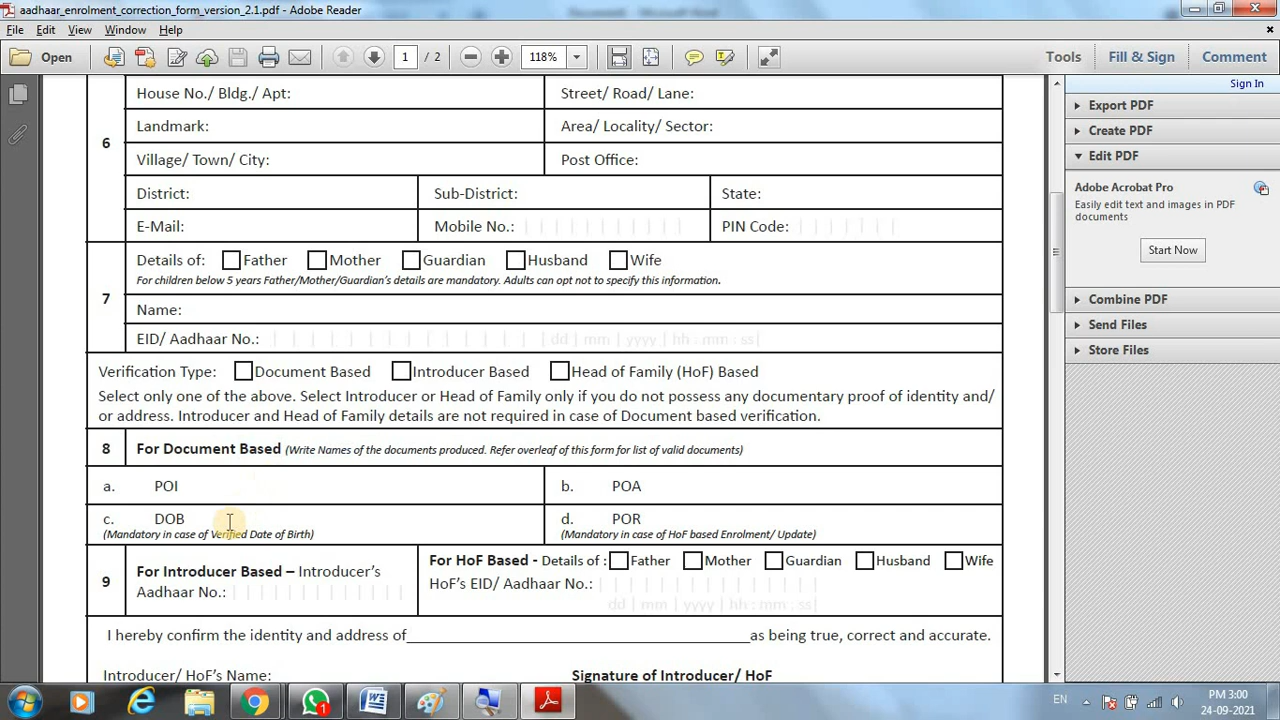 aadhaar_enrolment_correction_form_version_2.1.pdf - Adobe Reader
File Edit View Window Help
Open 1 / 2 118% Tools Fill & Sign Comment
Sign In
Export PDF
Create PDF
Edit PDF
Adobe Acrobat Pro
Easily edit text and images in PDF
documents
Start Now
Combine PDF
Send Files
Store Files
6
House No./ Bldg./ Apt: Street/ Road/ Lane:
Landmark: Area/ Locality/ Sector:
Village/ Town/ City: Post Office:
District: Sub-District: State:
E-Mail: Mobile No.: PIN Code:
7
Details of: Father Mother Guardian Husband Wife
For children below 5 years Father/Mother/Guardian's details are mandatory. Adults can opt not to specify this information.
Name:
EID/ Aadhaar No.: dd | mm | yyyy | hh : mm : ss
Verification Type: Document Based Introducer Based Head of Family (HoF) Based
Select only one of the above. Select Introducer or Head of Family only if you do not possess any documentary proof of identity and/
or address. Introducer and Head of Family details are not required in case of Document based verification.
8 For Document Based (Write Names of the documents produced. Refer overleaf of this form for list of valid documents)
a. POI b. POA
c. DOB d. POR
(Mandatory in case of Verified Date of Birth) (Mandatory in case of HoF based Enrolment/ Update)
9
For Introducer Based – Introducer's
Aadhaar No.:
For HoF Based - Details of : Father Mother Guardian Husband Wife
HoF's EID/ Aadhaar No.:
dd | mm | yyyy | hh : mm : ss
I hereby confirm the identity and address of as being true, correct and accurate.
Introducer/ HoF's Name: Signature of Introducer/ HoF
1
EN
PM 3:00
24-09-2021